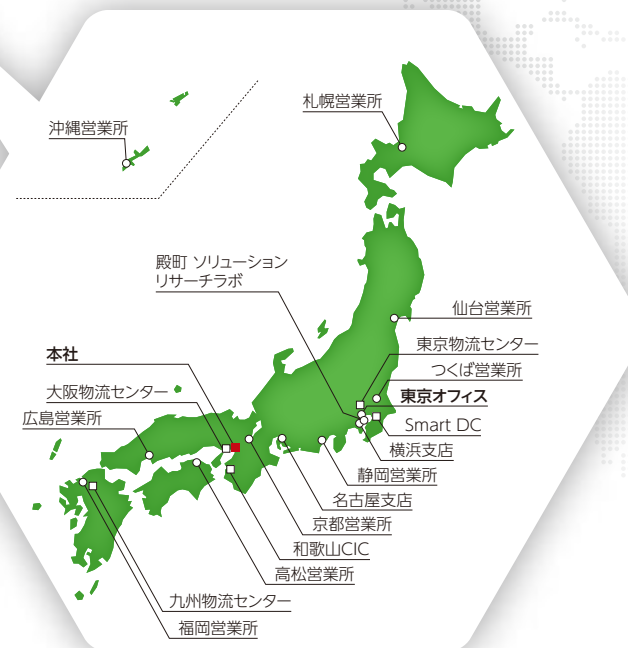 札幌営業所
沖縄営業所
殿町 ソリューション
リサーチラボ
仙台営業所
東京物流センター
本社
つくば営業所
大阪物流センター
東京オフィス
広島営業所
Smart DC
横浜支店
静岡営業所
名古屋支店
京都営業所
和歌山CIC
高松営業所
九州物流センター
福岡営業所